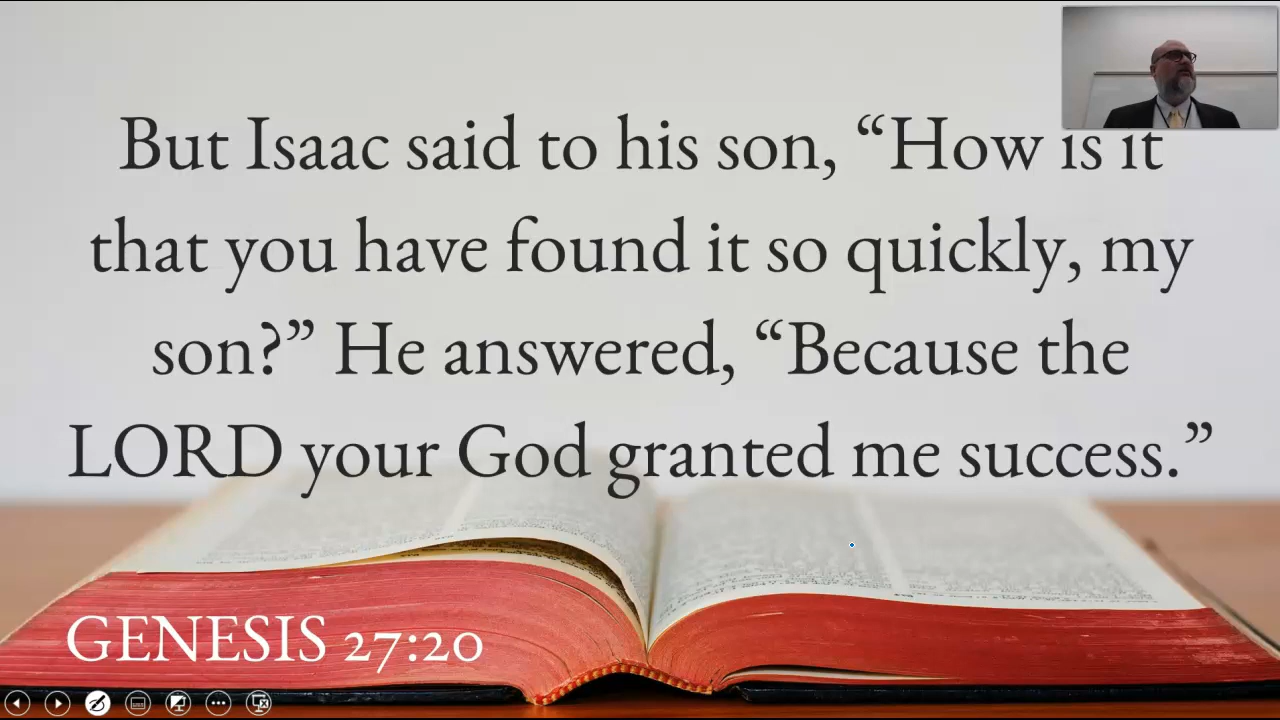 But Isaac said to his son, “How is it
that you have found it so quickly, my
son?” He answered, “Because the
LORD your God granted me success.”
GENESIS 27:20